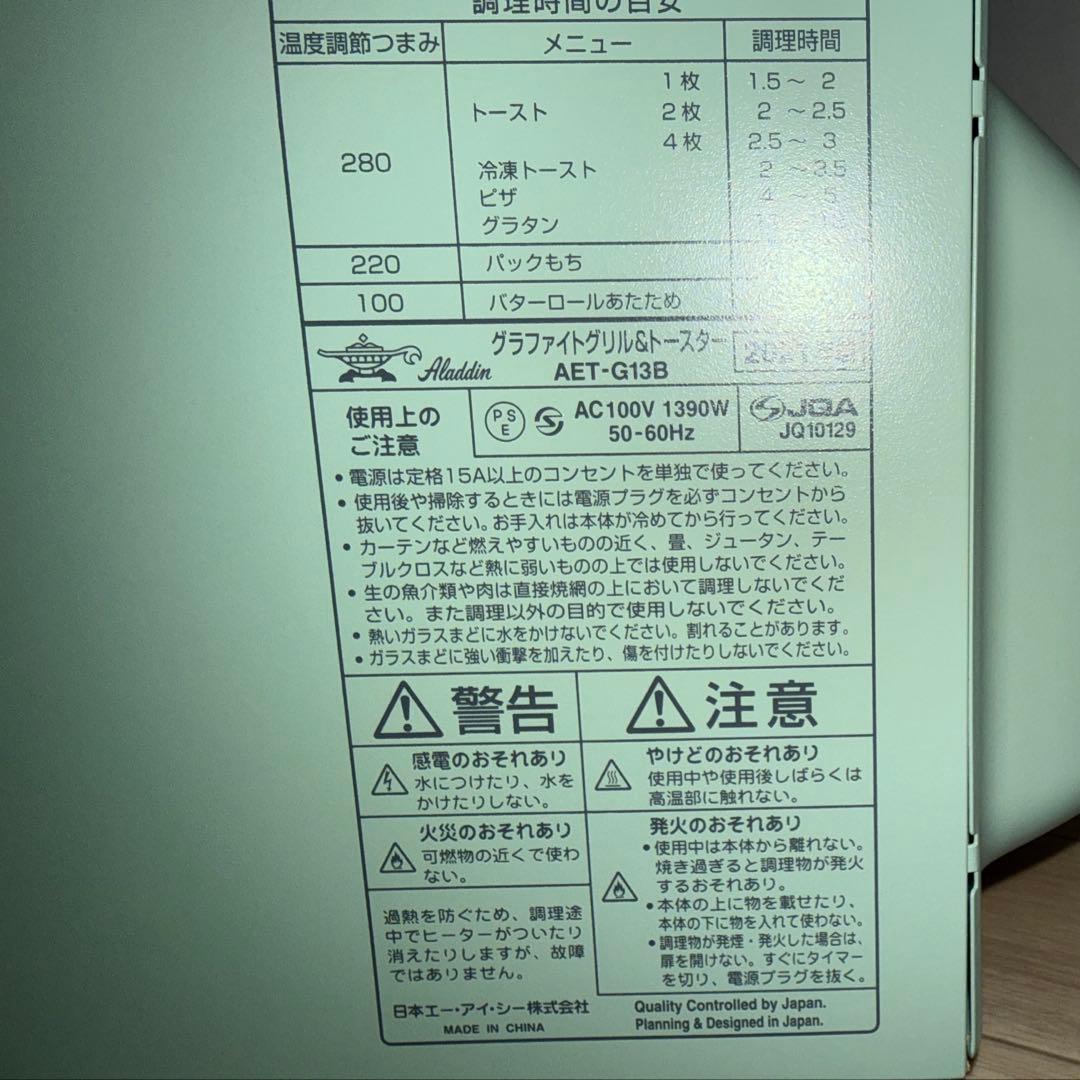 調理時間の目安
温度調節つまみ メニュー 調理時間
280 トースト 1枚 1.5～ 2
2枚 2 ～2.5
4枚 2.5～ 3
冷凍トースト 2 ～3.5
ピザ 4 ～ 5
グラタン
220 パックもち
100 バターロールあたため
Aladdin グラファイトグリル&トースター
AET-G13B
使用上の
ご注意
PSE AC100V 1390W
50-60Hz
JQA
JQ10129
•電源は定格15A以上のコンセントを単独で使ってください。
•使用後や掃除するときには電源プラグを必ずコンセントから
抜いてください。お手入れは本体が冷めてから行ってください。
•カーテンなど燃えやすいものの近く、畳、ジュータン、テー
ブルクロスなど熱に弱いものの上では使用しないでください。
•生の魚介類や肉は直接焼網の上において調理しないでくだ
さい。また調理以外の目的で使用しないでください。
•熱いガラスまどに水をかけないでください。割れることがあります。
•ガラスまどに強い衝撃を加えたり、傷を付けたりしないでください。
警告
感電のおそれあり
水につけたり、水を
かけたりしない。
火災のおそれあり
可燃物の近くで使わ
ない。
過熱を防ぐため、調理途
中でヒーターがついたり
消えたりしますが、故障
ではありません。
注意
やけどのおそれあり
使用中や使用後しばらくは
高温部に触れない。
発火のおそれあり
•使用中は本体から離れない。
焼き過ぎると調理物が発火
するおそれあり。
•本体の上に物を載せたり、
本体の下に物を入れて使わない。
•調理物が発煙・発火した場合は、
扉を開けない。すぐにタイマー
を切り、電源プラグを抜く。
日本エー・アイ・シー株式会社
MADE IN CHINA
Quality Controlled by Japan.
Planning & Designed in Japan.